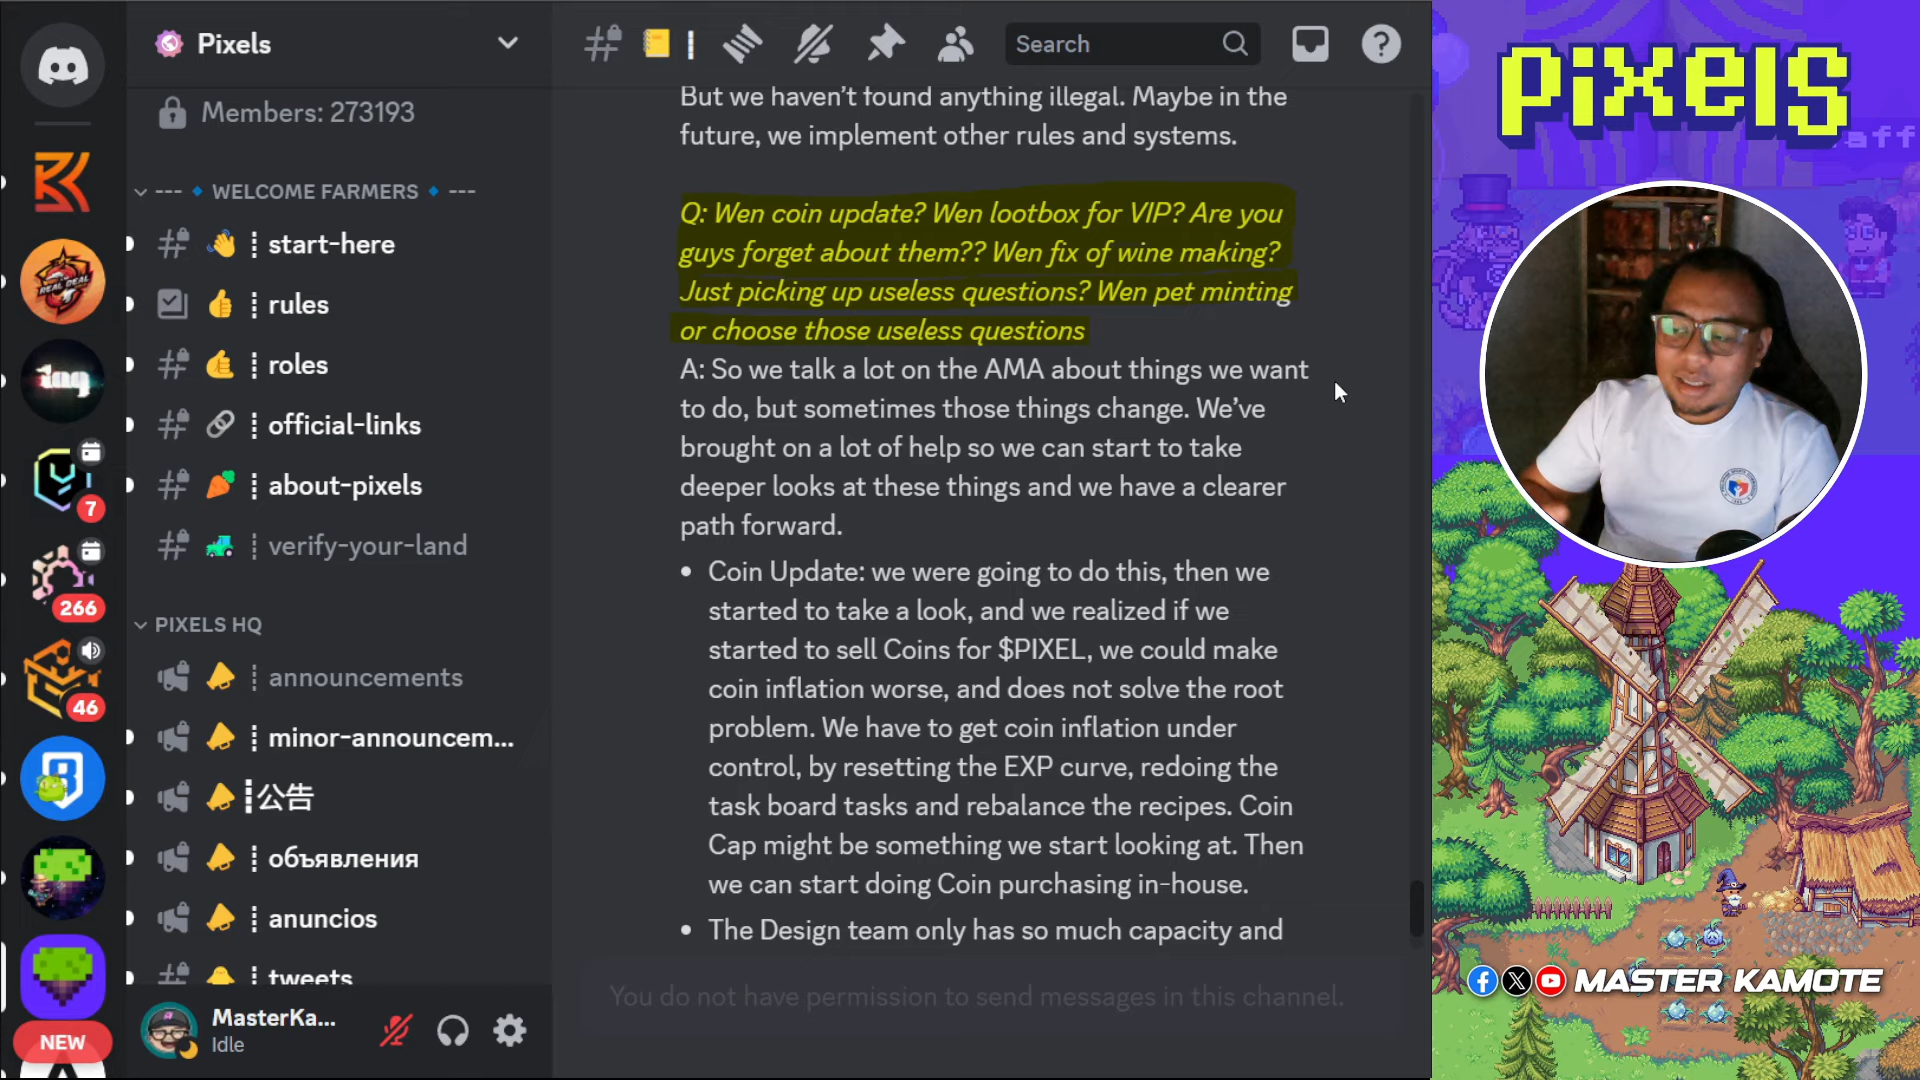 Pixels
Members: 273193
--- WELCOME FARMERS ---
start-here
rules
roles
official-links
about-pixels
verify-your-land
PIXELS HQ
announcements
minor-announcem...
公告
объявления
anuncios
tweets
MasterKa...
Idle
7
266
46
NEW
Search
But we haven't found anything illegal. Maybe in the
future, we implement other rules and systems.
Q: Wen coin update? Wen lootbox for VIP? Are you
guys forget about them?? Wen fix of wine making?
Just picking up useless questions? Wen pet minting
or choose those useless questions
A: So we talk a lot on the AMA about things we want
to do, but sometimes those things change. We've
brought on a lot of help so we can start to take
deeper looks at these things and we have a clearer
path forward.
• Coin Update: we were going to do this, then we
started to take a look, and we realized if we
started to sell Coins for $PIXEL, we could make
coin inflation worse, and does not solve the root
problem. We have to get coin inflation under
control, by resetting the EXP curve, redoing the
task board tasks and rebalance the recipes. Coin
Cap might be something we start looking at. Then
we can start doing Coin purchasing in-house.
• The Design team only has so much capacity and
You do not have permission to send messages in this channel.
pixels
MASTER KAMOTE